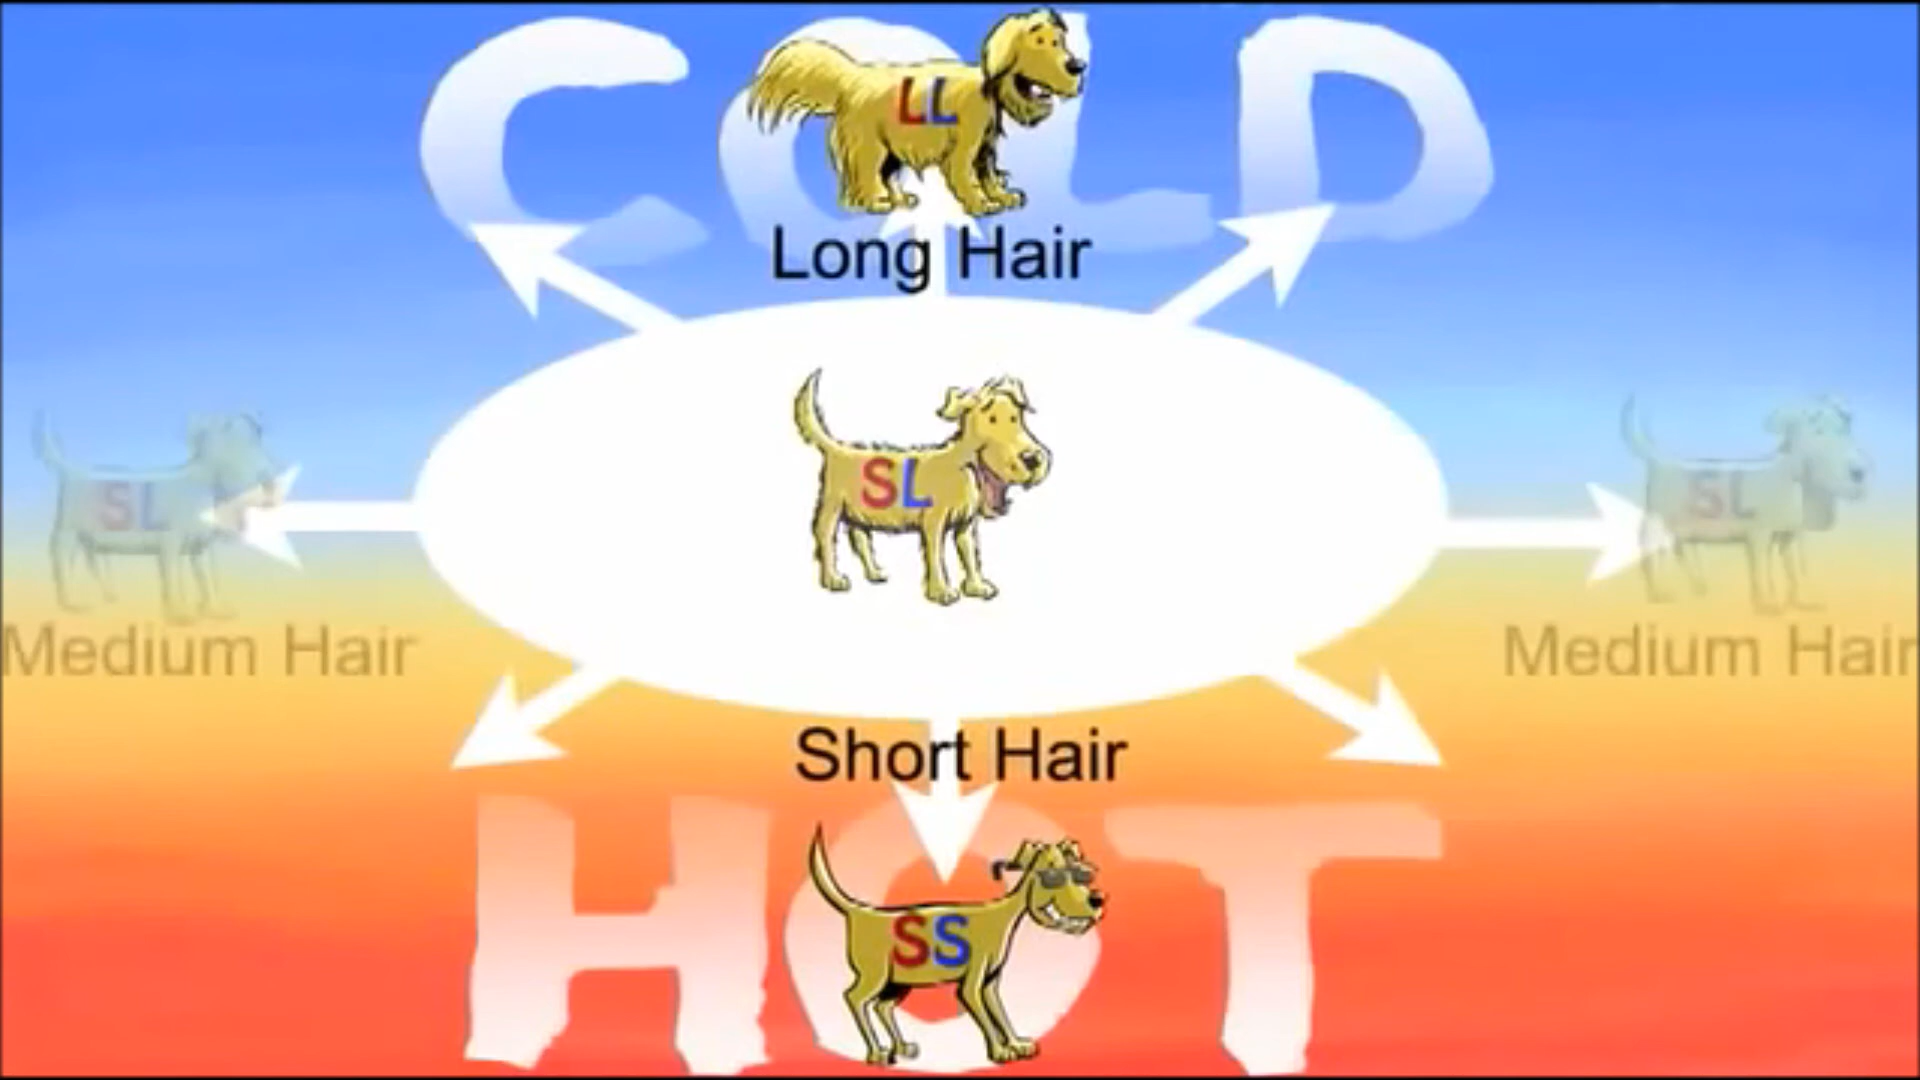 COLD
LL
Long Hair
SL
SL
SL
Medium Hair
Medium Hair
Short Hair
HOT
SS